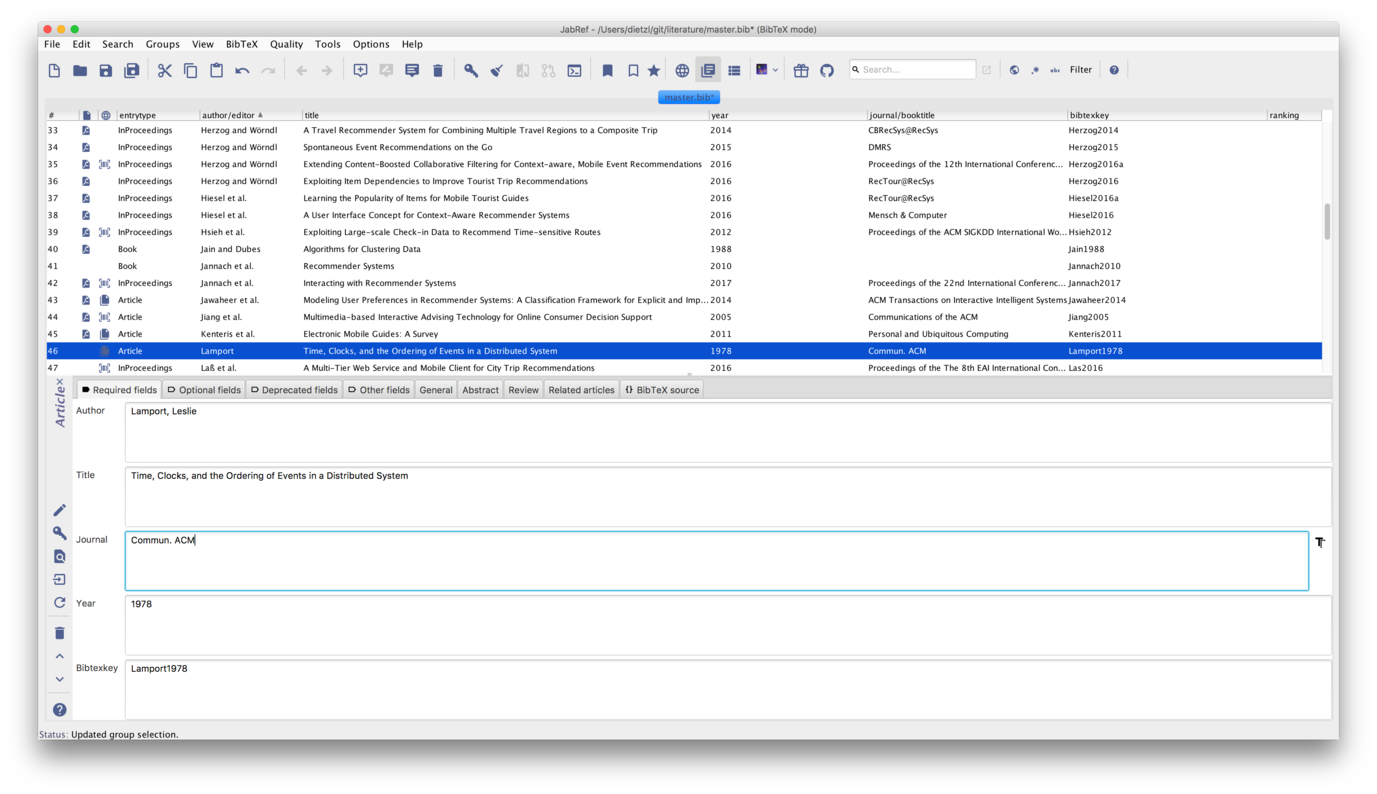 JabRef - /Users/dietzl/git/literature/master.bib* (BibTeX mode)
File Edit Search Groups View BibTeX Quality Tools Options Help
Search... Filter
master.bib*
# entrytype author/editor title year journal/booktitle bibtexkey ranking
33 InProceedings Herzog and Wörndl A Travel Recommender System for Combining Multiple Travel Regions to a Composite Trip 2014 CBRecSys@RecSys Herzog2014
34 InProceedings Herzog and Wörndl Spontaneous Event Recommendations on the Go 2015 DMRS Herzog2015
35 InProceedings Herzog and Wörndl Extending Content-Boosted Collaborative Filtering for Context-aware, Mobile Event Recommendations 2016 Proceedings of the 12th International Conferenc... Herzog2016a
36 InProceedings Herzog and Wörndl Exploiting Item Dependencies to Improve Tourist Trip Recommendations 2016 RecTour@RecSys Herzog2016
37 InProceedings Hiesel et al. Learning the Popularity of Items for Mobile Tourist Guides 2016 RecTour@RecSys Hiesel2016a
38 InProceedings Hiesel et al. A User Interface Concept for Context-Aware Recommender Systems 2016 Mensch & Computer Hiesel2016
39 InProceedings Hsieh et al. Exploiting Large-scale Check-in Data to Recommend Time-sensitive Routes 2012 Proceedings of the ACM SIGKDD International Wo... Hsieh2012
40 Book Jain and Dubes Algorithms for Clustering Data 1988 Jain1988
41 Book Jannach et al. Recommender Systems 2010 Jannach2010
42 InProceedings Jannach et al. Interacting with Recommender Systems 2017 Proceedings of the 22nd International Conferenc... Jannach2017
43 Article Jawaheer et al. Modeling User Preferences in Recommender Systems: A Classification Framework for Explicit and Imp... 2014 ACM Transactions on Interactive Intelligent Systems Jawaheer2014
44 Article Jiang et al. Multimedia-based Interactive Advising Technology for Online Consumer Decision Support 2005 Communications of the ACM Jiang2005
45 Article Kenteris et al. Electronic Mobile Guides: A Survey 2011 Personal and Ubiquitous Computing Kenteris2011
46 Article Lamport Time, Clocks, and the Ordering of Events in a Distributed System 1978 Commun. ACM Lamport1978
47 InProceedings Laß et al. A Multi-Tier Web Service and Mobile Client for City Trip Recommendations 2016 Proceedings of the The 8th EAI International Con... Las2016
Article
Required fields Optional fields Deprecated fields Other fields General Abstract Review Related articles {} BibTeX source
Author Lamport, Leslie
Title Time, Clocks, and the Ordering of Events in a Distributed System
Journal Commun. ACM
Year 1978
Bibtexkey Lamport1978
Status: Updated group selection.